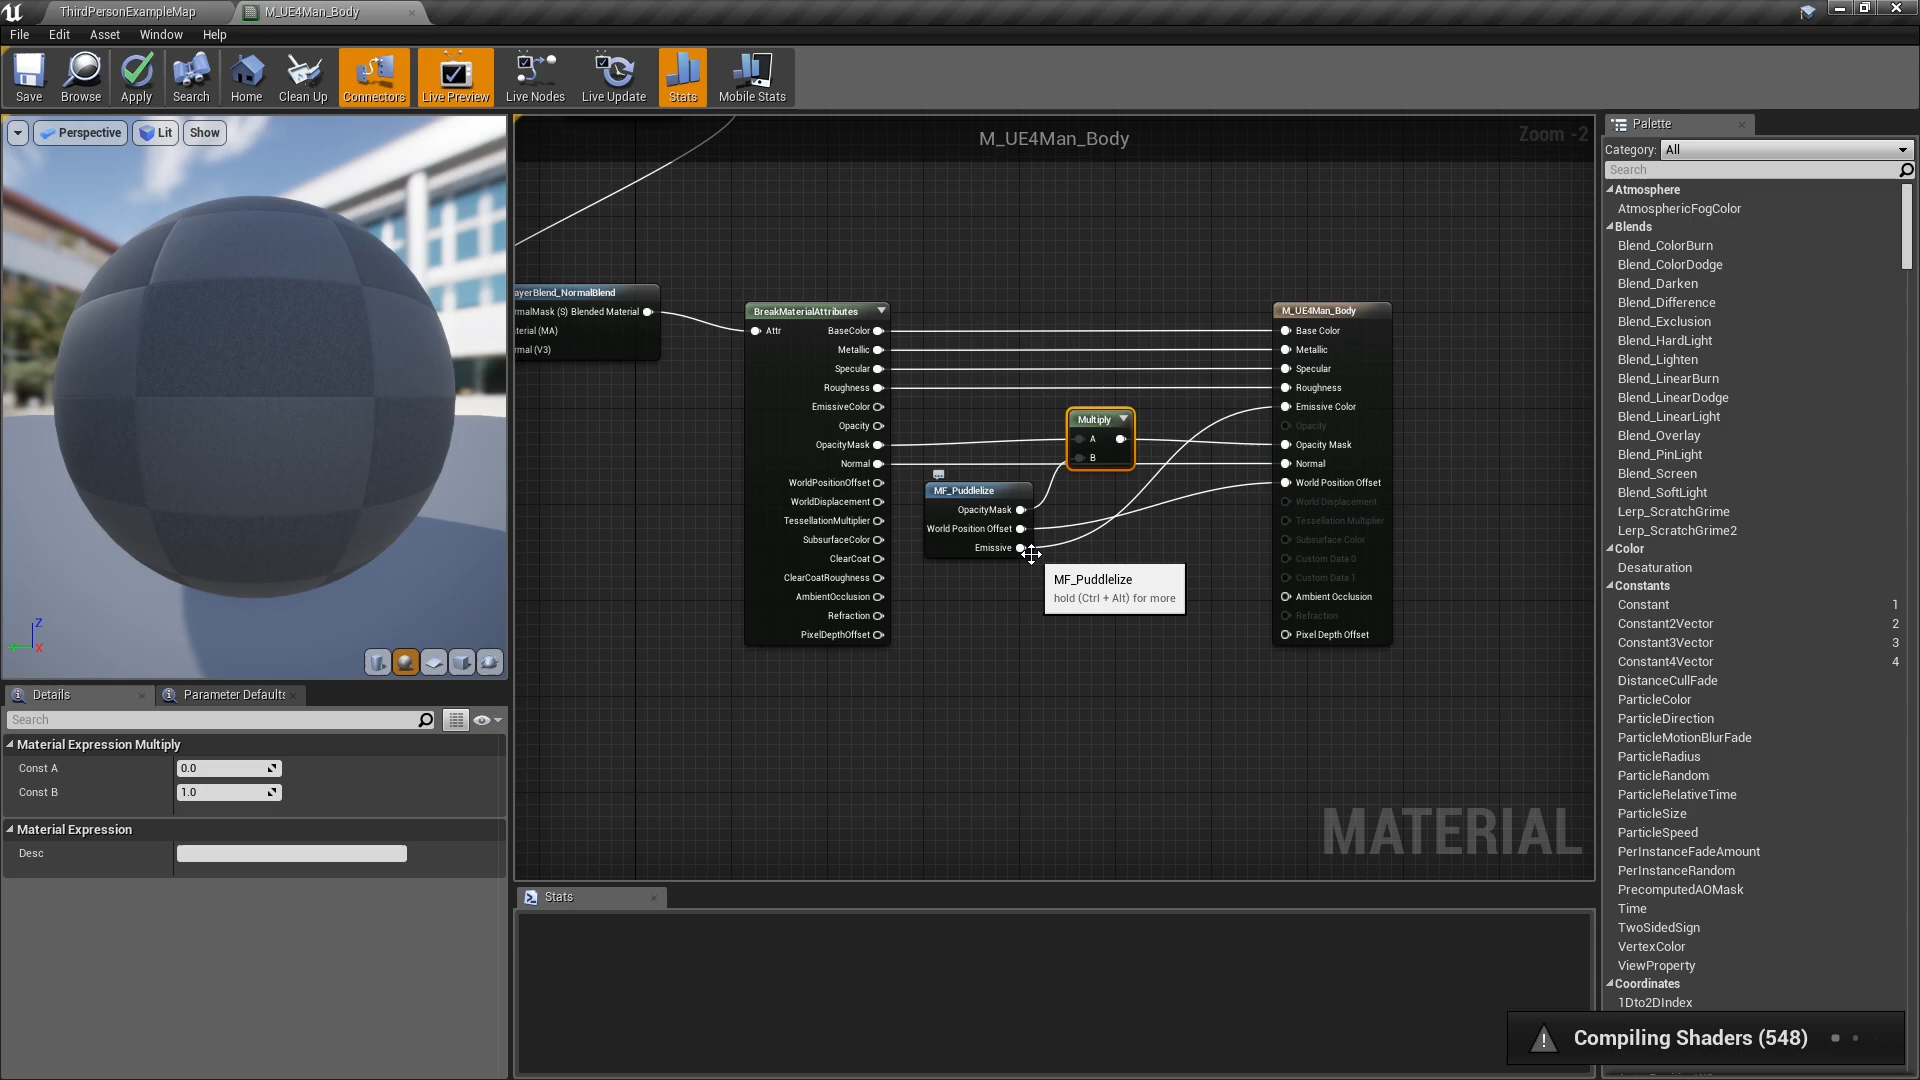 ThirdPersonExampleMap
M_UE4Man_Body
File Edit Asset Window Help
Save Browse Apply Search Home Clean Up Connectors Live Preview Live Nodes Live Update Stats Mobile Stats
Perspective Lit Show
Z
X
Details Parameter Defaults
Search
Material Expression Multiply
Const A 0.0
Const B 1.0
Material Expression
Desc
M_UE4Man_Body
Zoom -2
ayerBlend_NormalBlend
rmalMask (S) Blended Material
terial (MA)
rmal (V3)
BreakMaterialAttributes
Attr BaseColor
Metallic
Specular
Roughness
EmissiveColor
Opacity
OpacityMask
Normal
WorldPositionOffset
WorldDisplacement
TessellationMultiplier
SubsurfaceColor
ClearCoat
ClearCoatRoughness
AmbientOcclusion
Refraction
PixelDepthOffset
MF_Puddlelize
OpacityMask
World Position Offset
Emissive
Multiply
A
B
MF_Puddlelize
hold (Ctrl + Alt) for more
M_UE4Man_Body
Base Color
Metallic
Specular
Roughness
Emissive Color
Opacity
Opacity Mask
Normal
World Position Offset
World Displacement
Tessellation Multiplier
Subsurface Color
Custom Data 0
Custom Data 1
Ambient Occlusion
Refraction
Pixel Depth Offset
MATERIAL
Stats
Palette
Category: All
Search
Atmosphere
AtmosphericFogColor
Blends
Blend_ColorBurn
Blend_ColorDodge
Blend_Darken
Blend_Difference
Blend_Exclusion
Blend_HardLight
Blend_Lighten
Blend_LinearBurn
Blend_LinearDodge
Blend_LinearLight
Blend_Overlay
Blend_PinLight
Blend_Screen
Blend_SoftLight
Lerp_ScratchGrime
Lerp_ScratchGrime2
Color
Desaturation
Constants
Constant 1
Constant2Vector 2
Constant3Vector 3
Constant4Vector 4
DistanceCullFade
ParticleColor
ParticleDirection
ParticleMotionBlurFade
ParticleRadius
ParticleRandom
ParticleRelativeTime
ParticleSize
ParticleSpeed
PerInstanceFadeAmount
PerInstanceRandom
PrecomputedAOMask
Time
TwoSidedSign
VertexColor
ViewProperty
Coordinates
1Dto2DIndex
Compiling Shaders (548)